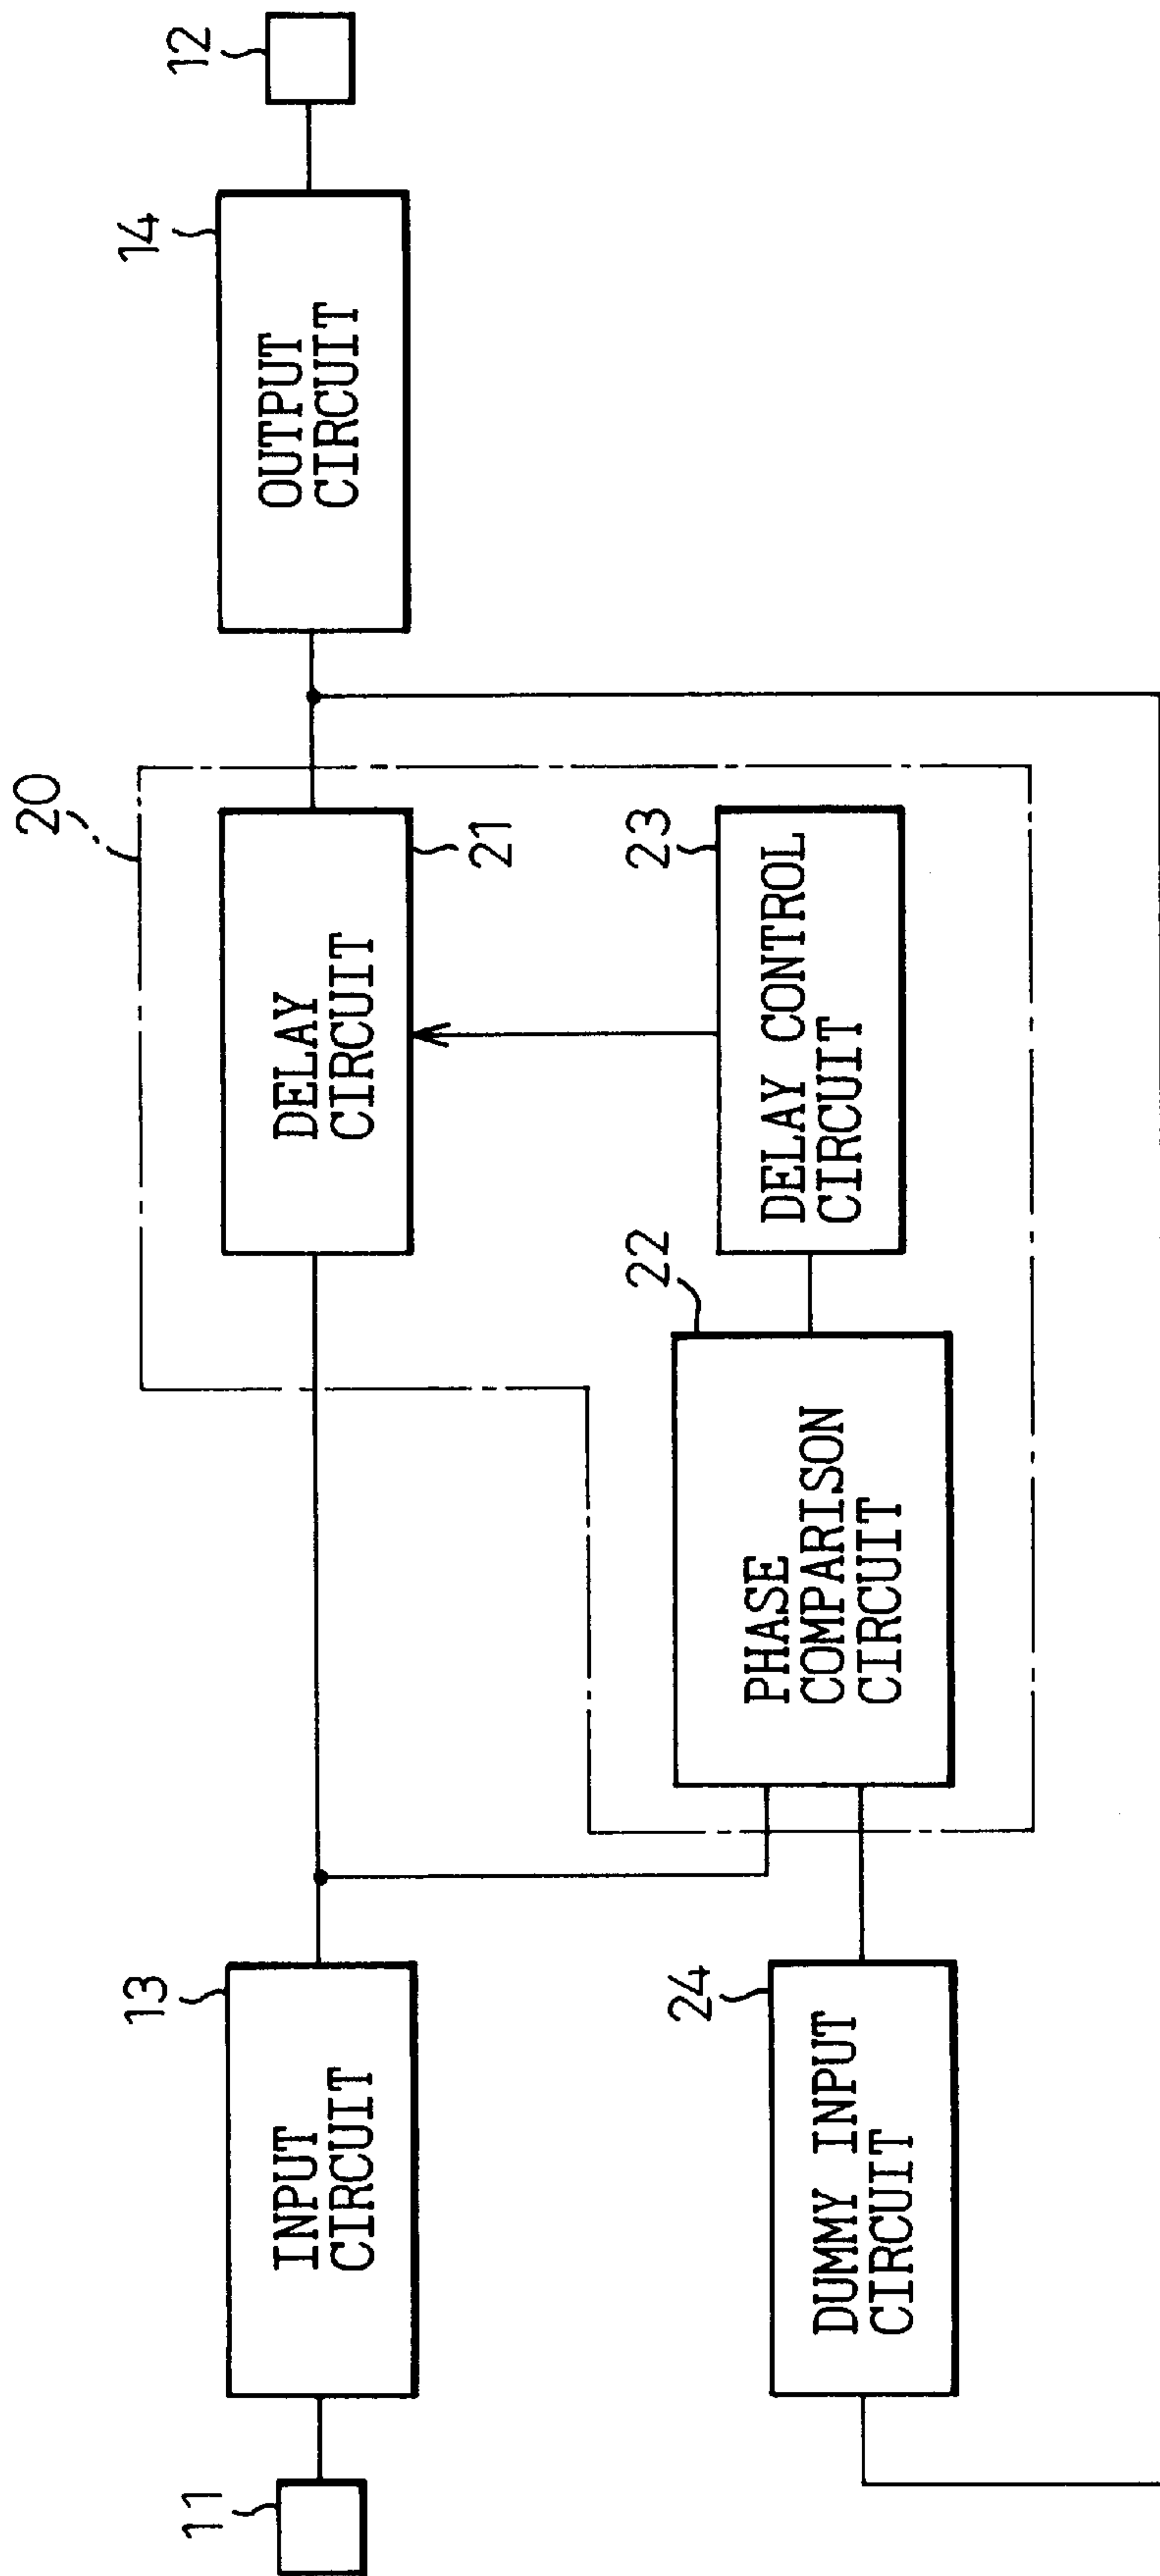 11
INPUT
CIRCUIT
13
20
DELAY
CIRCUIT
21
OUTPUT
CIRCUIT
14
12
DUMMY INPUT
CIRCUIT
24
PHASE
COMPARISON
CIRCUIT
22
DELAY CONTROL
CIRCUIT
23